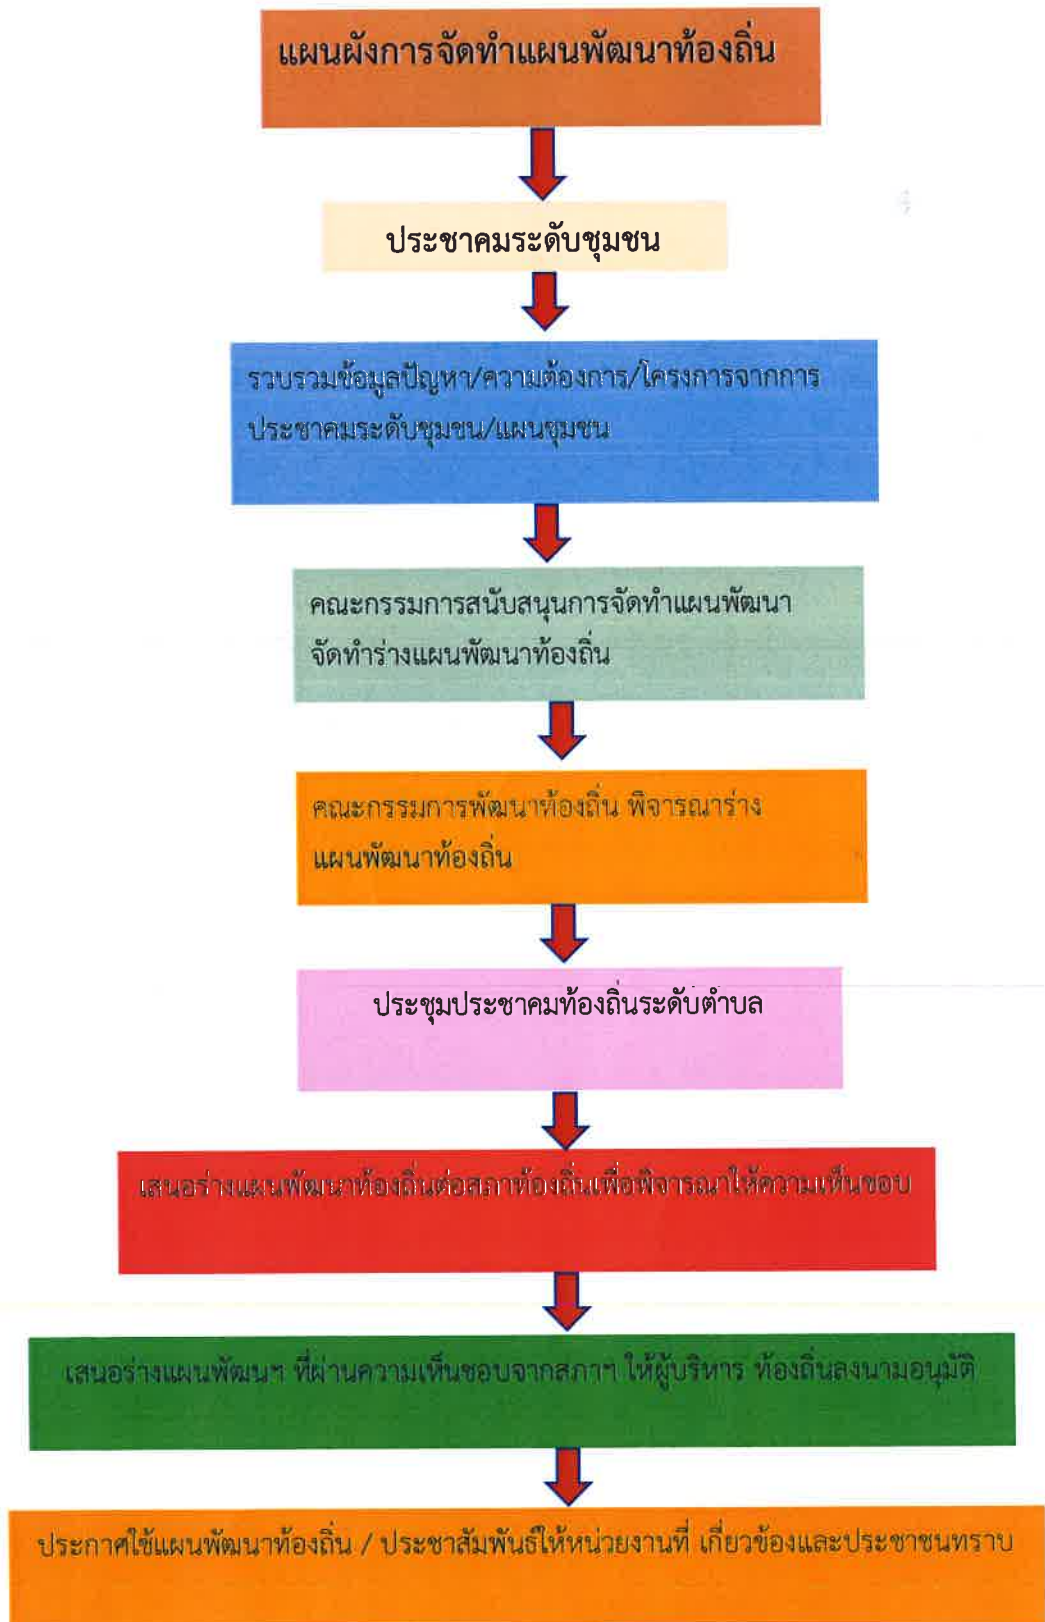 แผนผังการจัดทำแผนพัฒนาท้องถิ่น
ประชาคมระดับชุมชน
รวบรวมข้อมูลปัญหา/ความต้องการ/โครงการจากการ
ประชาคมระดับชุมชน/แผนชุมชน
คณะกรรมการสนับสนุนการจัดทำแผนพัฒนา
จัดทำร่างแผนพัฒนาท้องถิ่น
คณะกรรมการพัฒนาท้องถิ่น พิจารณาร่าง
แผนพัฒนาท้องถิ่น
ประชุมประชาคมท้องถิ่นระดับตำบล
เสนอร่างแผนพัฒนาท้องถิ่นต่อสภาท้องถิ่นเพื่อพิจารณาให้ความเห็นชอบ
เสนอร่างแผนพัฒนฯ ที่ผ่านความเห็นชอบจากสภาฯ ให้ผู้บริหาร ท้องถิ่นลงนามอนุมัติ
ประกาศใช้แผนพัฒนาท้องถิ่น / ประชาสัมพันธ์ให้หน่วยงานที่ เกี่ยวข้องและประชาชนทราบ